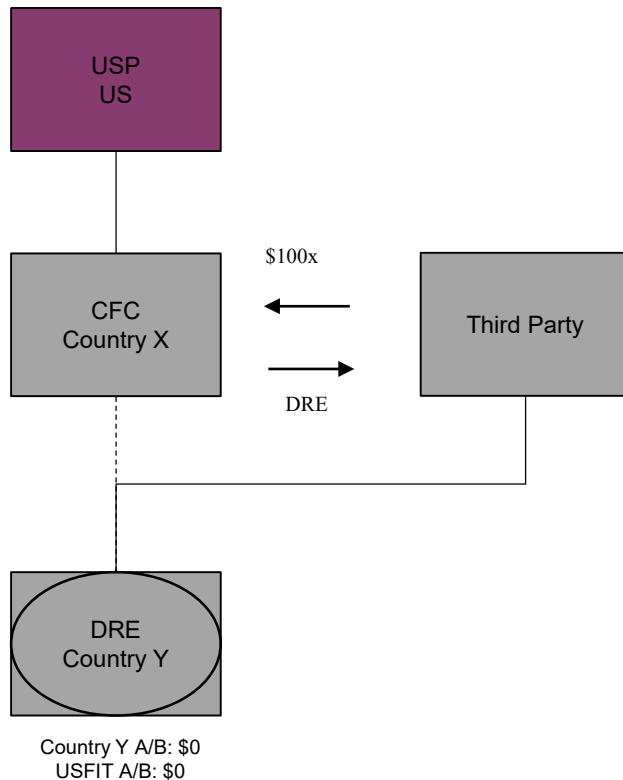 USP
US
$100x
CFC
Country X
Third Party
DRE
DRE
Country Y
Country Y A/B: $0
USFIT A/B: $0